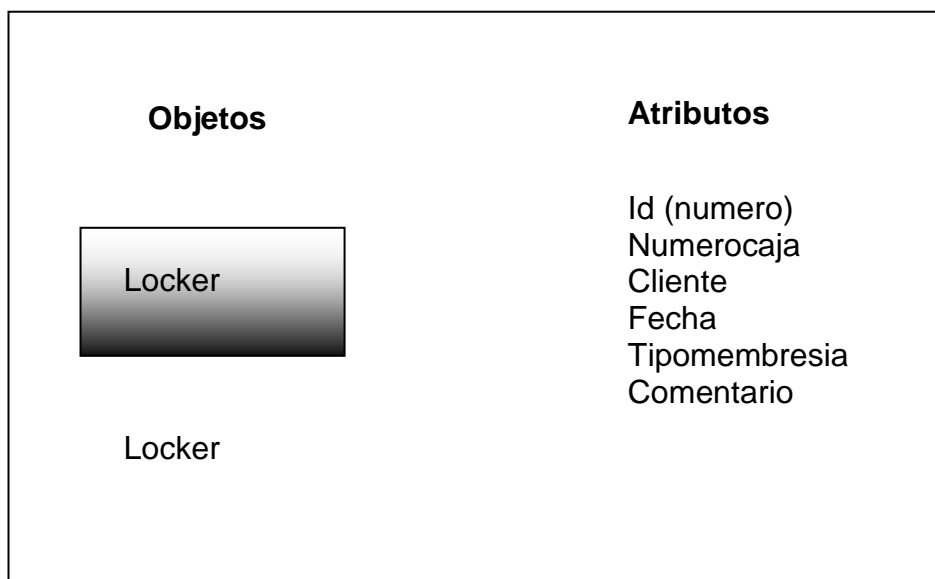 Objetos
Locker
Locker
Atributos
Id (numero)
Numerocaja
Cliente
Fecha
Tipomembresia
Comentario